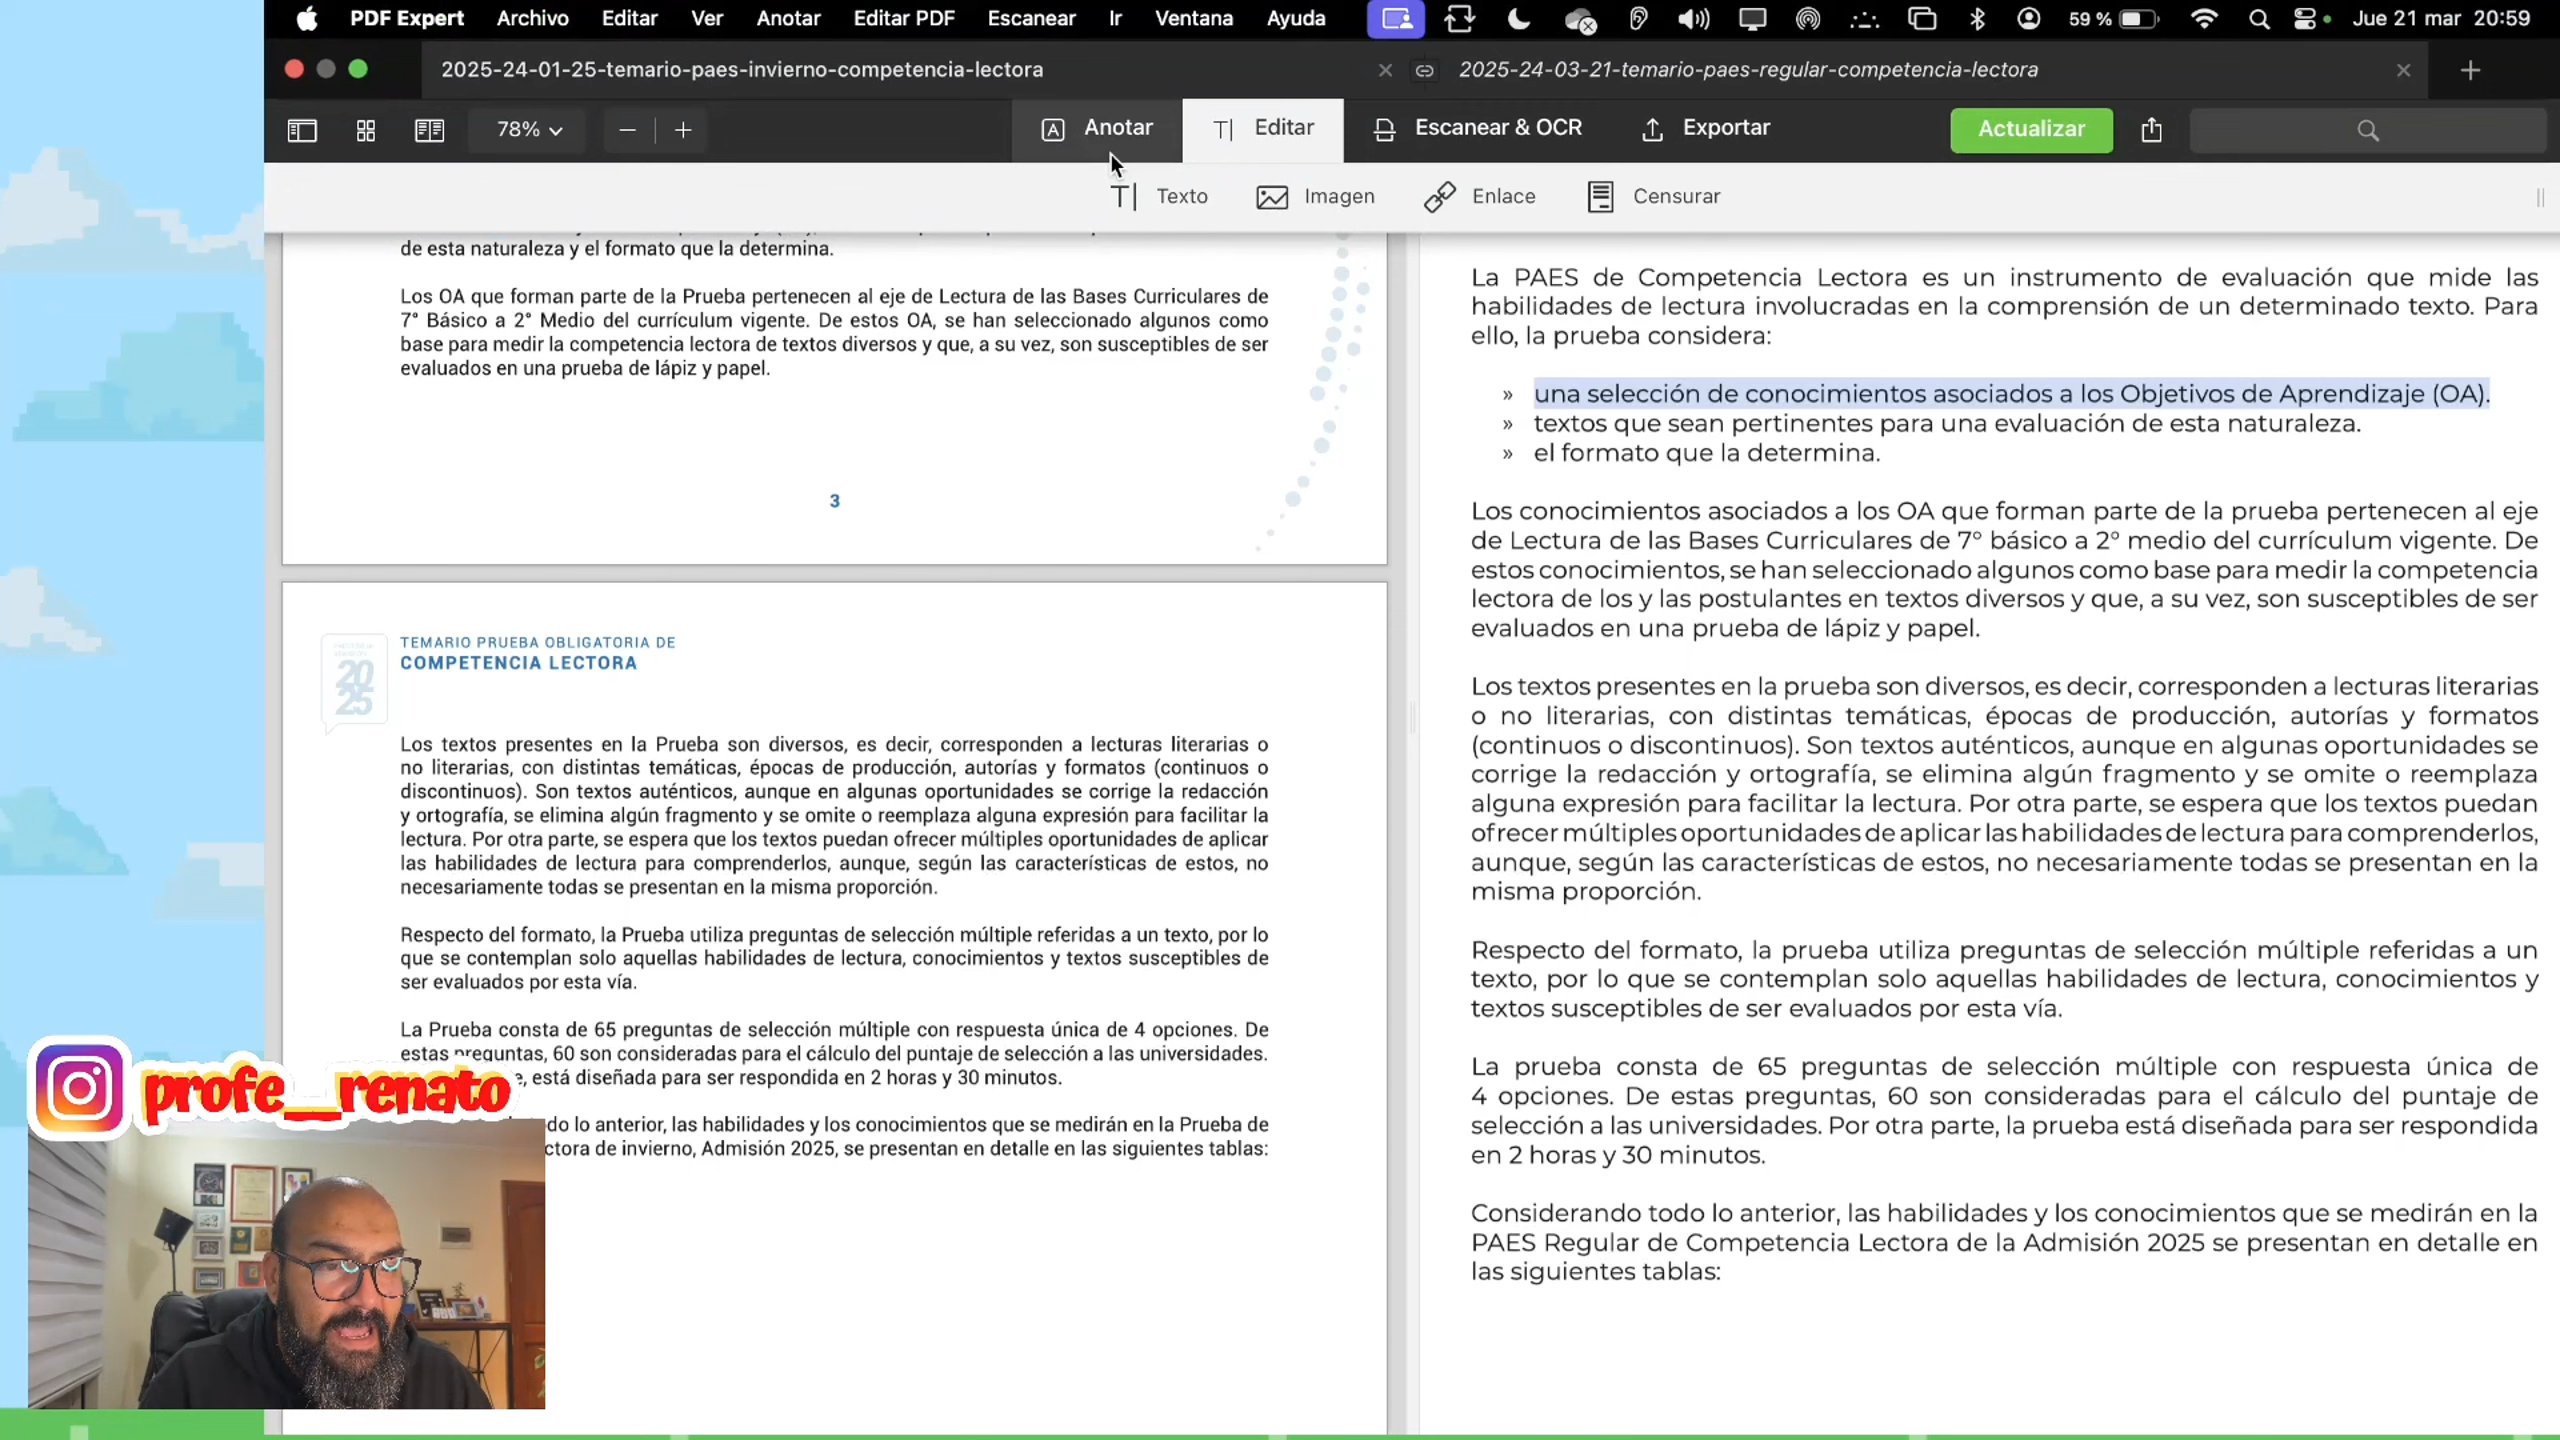 PDF Expert Archivo Editar Ver Anotar Editar PDF Escanear Ir Ventana Ayuda 59 % Jue 21 mar 20:59
2025-24-01-25-temario-paes-invierno-competencia-lectora 2025-24-03-21-temario-paes-regular-competencia-lectora
78% Anotar Editar Escanear & OCR Exportar Actualizar
Texto Imagen Enlace Censurar
de esta naturaleza y el formato que la determina.
Los OA que forman parte de la Prueba pertenecen al eje de Lectura de las Bases Curriculares de
7° Básico a 2° Medio del currículum vigente. De estos OA, se han seleccionado algunos como
base para medir la competencia lectora de textos diversos y que, a su vez, son susceptibles de ser
evaluados en una prueba de lápiz y papel.
3
TEMARIO PRUEBA OBLIGATORIA DE
COMPETENCIA LECTORA
20
25
Los textos presentes en la Prueba son diversos, es decir, corresponden a lecturas literarias o
no literarias, con distintas temáticas, épocas de producción, autorías y formatos (continuos o
discontinuos). Son textos auténticos, aunque en algunas oportunidades se corrige la redacción
y ortografía, se elimina algún fragmento y se omite o reemplaza alguna expresión para facilitar la
lectura. Por otra parte, se espera que los textos puedan ofrecer múltiples oportunidades de aplicar
las habilidades de lectura para comprenderlos, aunque, según las características de estos, no
necesariamente todas se presentan en la misma proporción.
Respecto del formato, la Prueba utiliza preguntas de selección múltiple referidas a un texto, por lo
que se contemplan solo aquellas habilidades de lectura, conocimientos y textos susceptibles de
ser evaluados por esta vía.
La Prueba consta de 65 preguntas de selección múltiple con respuesta única de 4 opciones. De
estas preguntas, 60 son consideradas para el cálculo del puntaje de selección a las universidades.
e, está diseñada para ser respondida en 2 horas y 30 minutos.
do lo anterior, las habilidades y los conocimientos que se medirán en la Prueba de
ctora de invierno, Admisión 2025, se presentan en detalle en las siguientes tablas:
La PAES de Competencia Lectora es un instrumento de evaluación que mide las
habilidades de lectura involucradas en la comprensión de un determinado texto. Para
ello, la prueba considera:
» una selección de conocimientos asociados a los Objetivos de Aprendizaje (OA).
» textos que sean pertinentes para una evaluación de esta naturaleza.
» el formato que la determina.
Los conocimientos asociados a los OA que forman parte de la prueba pertenecen al eje
de Lectura de las Bases Curriculares de 7° básico a 2° medio del currículum vigente. De
estos conocimientos, se han seleccionado algunos como base para medir la competencia
lectora de los y las postulantes en textos diversos y que, a su vez, son susceptibles de ser
evaluados en una prueba de lápiz y papel.
Los textos presentes en la prueba son diversos, es decir, corresponden a lecturas literarias
o no literarias, con distintas temáticas, épocas de producción, autorías y formatos
(continuos o discontinuos). Son textos auténticos, aunque en algunas oportunidades se
corrige la redacción y ortografía, se elimina algún fragmento y se omite o reemplaza
alguna expresión para facilitar la lectura. Por otra parte, se espera que los textos puedan
ofrecer múltiples oportunidades de aplicar las habilidades de lectura para comprenderlos,
aunque, según las características de estos, no necesariamente todas se presentan en la
misma proporción.
Respecto del formato, la prueba utiliza preguntas de selección múltiple referidas a un
texto, por lo que se contemplan solo aquellas habilidades de lectura, conocimientos y
textos susceptibles de ser evaluados por esta vía.
La prueba consta de 65 preguntas de selección múltiple con respuesta única de
4 opciones. De estas preguntas, 60 son consideradas para el cálculo del puntaje de
selección a las universidades. Por otra parte, la prueba está diseñada para ser respondida
en 2 horas y 30 minutos.
Considerando todo lo anterior, las habilidades y los conocimientos que se medirán en la
PAES Regular de Competencia Lectora de la Admisión 2025 se presentan en detalle en
las siguientes tablas:
profe__renato